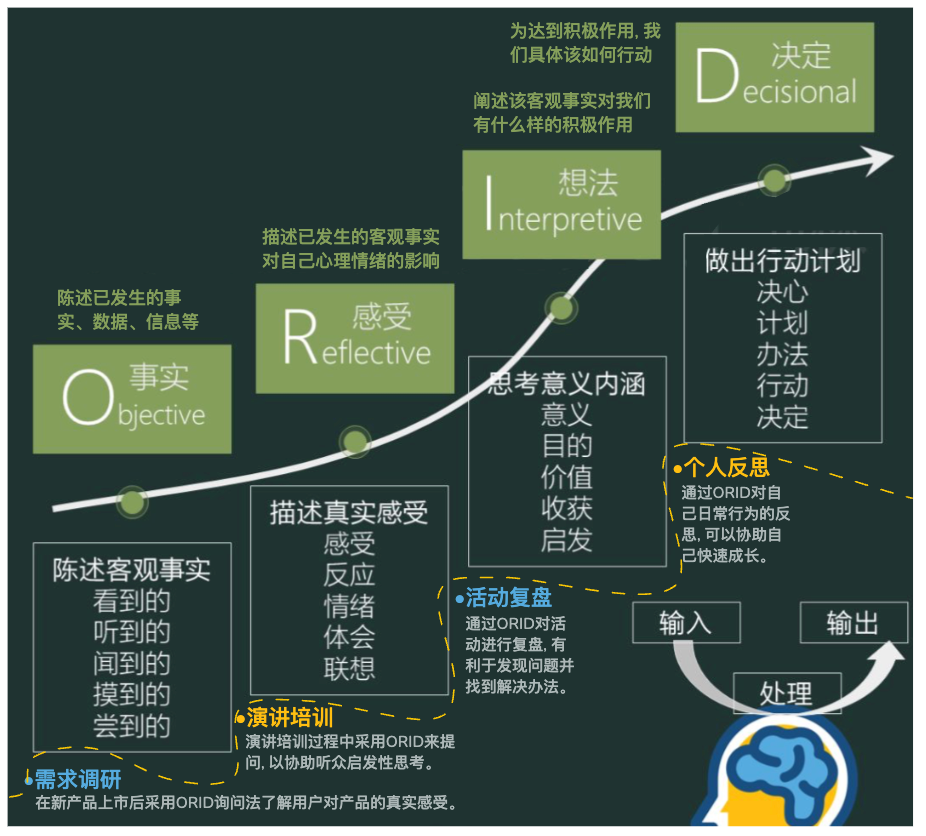 为达到积极作用, 我
们具体该如何行动
决定
Decisional
阐述该客观事实对我们
有什么样的积极作用
想法
Interpretive
描述已发生的客观事实
对自己心理情绪的影响
感受
Reflective
陈述已发生的事
实、数据、信息等
事实
Objective
做出行动计划
决心
计划
办法
行动
决定
思考意义内涵
意义
目的
价值
收获
启发
描述真实感受
感受
反应
情绪
体会
联想
陈述客观事实
看到的
听到的
闻到的
摸到的
尝到的
•个人反思
通过ORID对自
己日常行为的反
思, 可以协助自
己快速成长。
•活动复盘
通过ORID对活
动进行复盘, 有
利于发现问题并
找到解决办法。
•演讲培训
演讲培训过程中采用ORID来提
问, 以协助听众启发性思考。
•需求调研
在新产品上市后采用ORID询问法了解用户对产品的真实感受。
输入
输出
处理